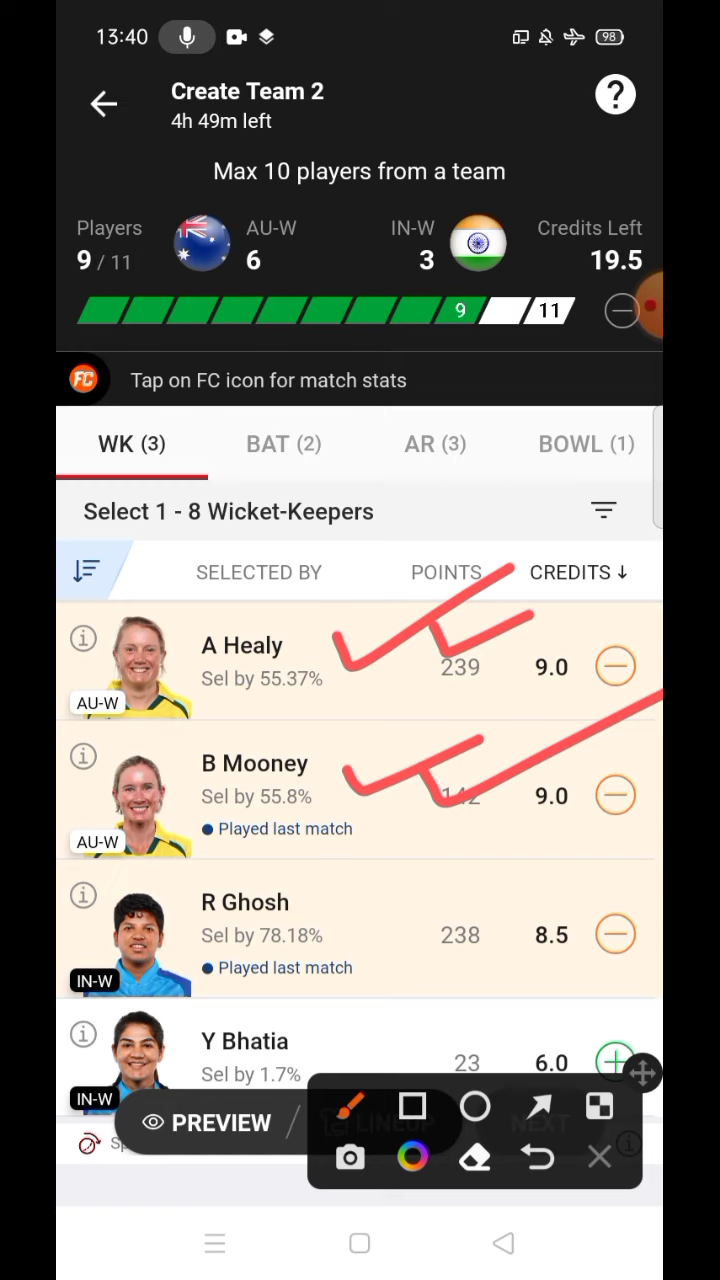 13:40 98
Create Team 2
4h 49m left
Max 10 players from a team
Players AU-W IN-W Credits Left
9 / 11 6 3 19.5
9 11
FC Tap on FC icon for match stats
WK (3) BAT (2) AR (3) BOWL (1)
Select 1 - 8 Wicket-Keepers
SELECTED BY POINTS CREDITS ↓
A Healy
Sel by 55.37% 239 9.0
AU-W
B Mooney
Sel by 55.8% 142 9.0
Played last match
AU-W
R Ghosh
Sel by 78.18% 238 8.5
Played last match
IN-W
Y Bhatia
Sel by 1.7% 23 6.0
IN-W
PREVIEW LINEUP NEXT